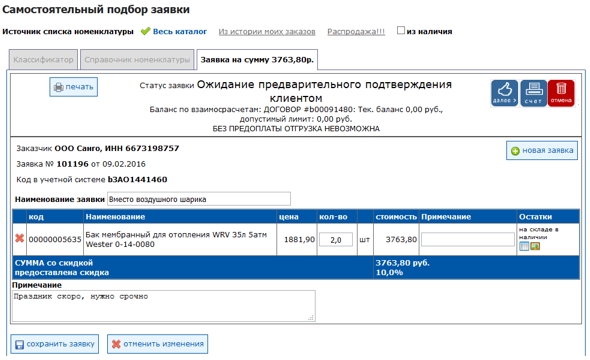 Самостоятельный подбор заявки
Источник списка номенклатуры Весь каталог Из истории моих заказов Распродажа!!! из наличия
Классификатор Справочник номенклатуры Заявка на сумму 3763,80р.
печать
Статус заявки Ожидание предварительного подтверждения
клиентом
Баланс по взаиморасчетам: ДОГОВОР #b00091480: Тек. баланс 0,00 руб.,
допустимый лимит: 0,00 руб.
БЕЗ ПРЕДОПЛАТЫ ОТГРУЗКА НЕВОЗМОЖНА
далее > счет отмена
Заказчик ООО Санго, ИНН 6673198757
новая заявка
Заявка № 101196 от 09.02.2016
Код в учетной системе b3АО1441460
Наименование заявки Вместо воздушного шарика
код Наименование цена кол-во стоимость Примечание Остатки
00000005635 Бак мембранный для отопления WRV 35л 5атм
Wester 0-14-0080 1881,90 2,0 шт 3763,80 на складе в
наличии
СУММА со скидкой 3763,80 руб.
предоставлена скидка 10,0%
Примечание
Праздник скоро, нужно срочно
сохранить заявку отменить изменения